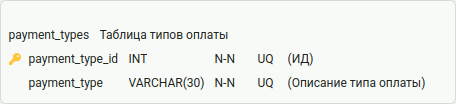 payment_types Таблица типов оплаты
payment_type_id INT N-N UQ (ИД)
payment_type VARCHAR(30) N-N UQ (Описание типа оплаты)